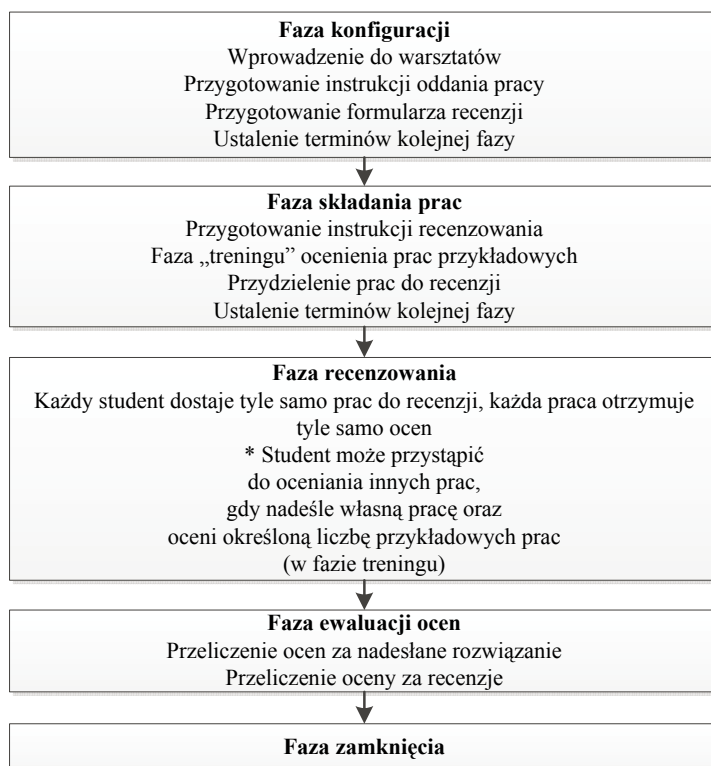 Faza konfiguracji
Wprowadzenie do warsztatów
Przygotowanie instrukcji oddania pracy
Przygotowanie formularza recenzji
Ustalenie terminów kolejnej fazy
Faza składania prac
Przygotowanie instrukcji recenzowania
Faza „treningu” ocenienia prac przykładowych
Przydzielenie prac do recenzji
Ustalenie terminów kolejnej fazy
Faza recenzowania
Każdy student dostaje tyle samo prac do recenzji, każda praca otrzymuje
tyle samo ocen
* Student może przystąpić
do oceniania innych prac,
gdy nadeśle własną pracę oraz
oceni określoną liczbę przykładowych prac
(w fazie treningu)
Faza ewaluacji ocen
Przeliczenie ocen za nadesłane rozwiązanie
Przeliczenie oceny za recenzje
Faza zamknięcia